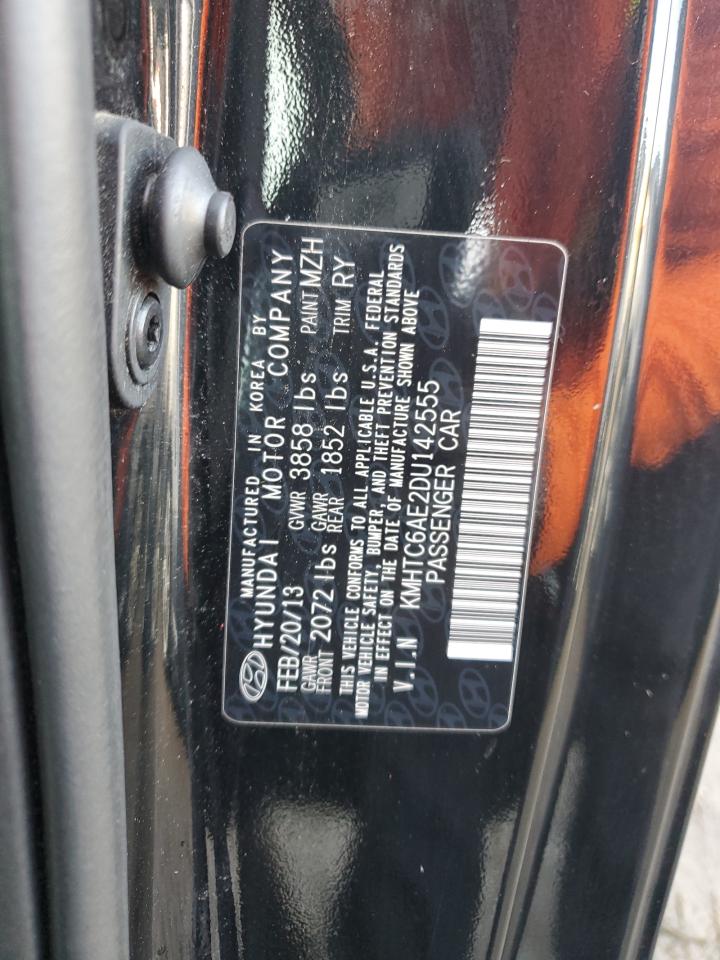 MANUFACTURED IN KOREA BY
HYUNDAI MOTOR COMPANY
FEB/20/13 GVWR 3858 lbs PAINT MZH
GAWR FRONT 2072 lbs GAWR REAR 1852 lbs TRIM RY
THIS VEHICLE CONFORMS TO ALL APPLICABLE U.S.A. FEDERAL
MOTOR VEHICLE SAFETY, BUMPER, AND THEFT PREVENTION STANDARDS
IN EFFECT ON THE DATE OF MANUFACTURE SHOWN ABOVE
V.I.N KMHTC6AE2DU142555
PASSENGER CAR